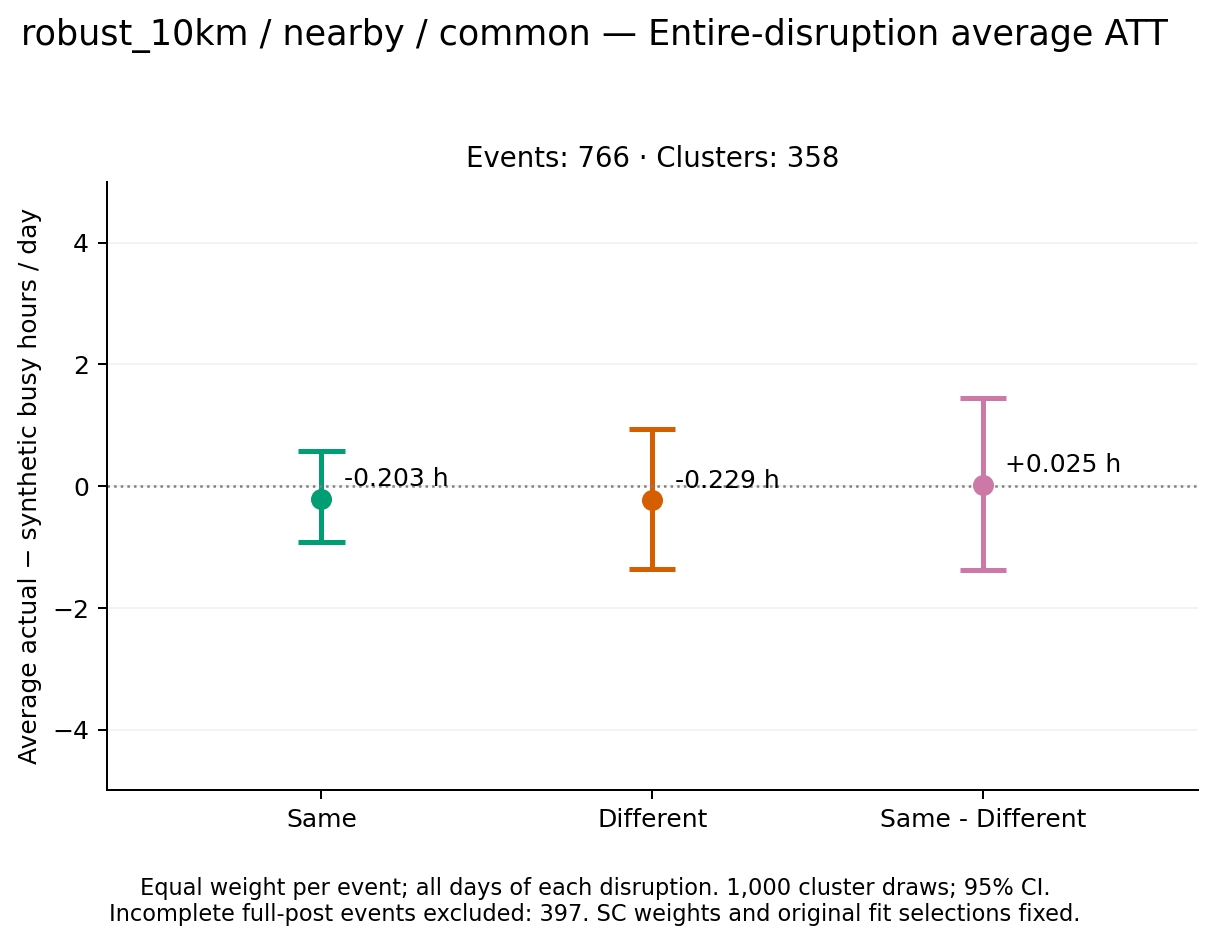 robust_10km / nearby / common — Entire-disruption average ATT
Events: 766 · Clusters: 358
Average actual − synthetic busy hours / day
4
2
0
−2
−4
-0.203 h
-0.229 h
+0.025 h
Same
Different
Same - Different
Equal weight per event; all days of each disruption. 1,000 cluster draws; 95% CI.
Incomplete full-post events excluded: 397. SC weights and original fit selections fixed.